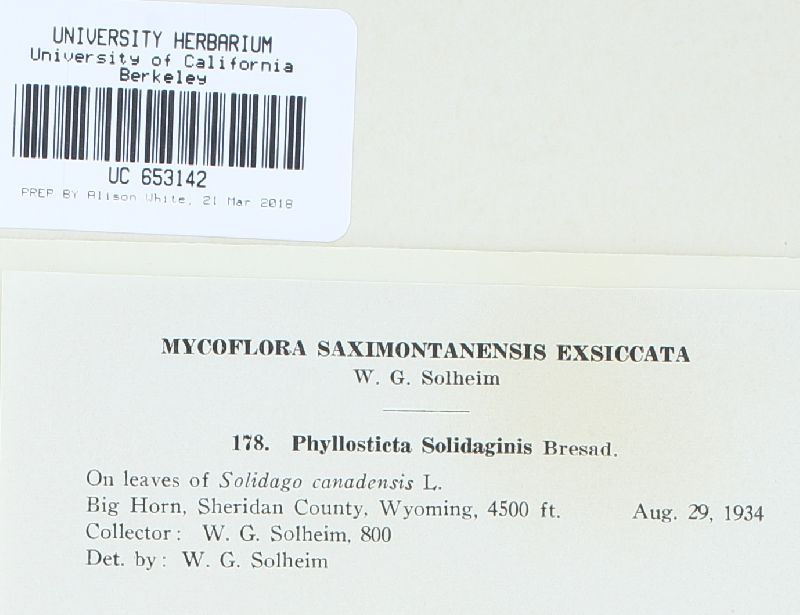 UNIVERSITY HERBARIUM
University of California
Berkeley
UC 653142
PREP BY Alison White, 21 Mar 2018
MYCOFLORA SAXIMONTANENSIS EXSICCATA
W. G. Solheim
178. Phyllosticta Solidaginis Bresad.
On leaves of Solidago canadensis L.
Big Horn, Sheridan County, Wyoming, 4500 ft. Aug. 29, 1934
Collector: W. G. Solheim, 800
Det. by: W. G. Solheim